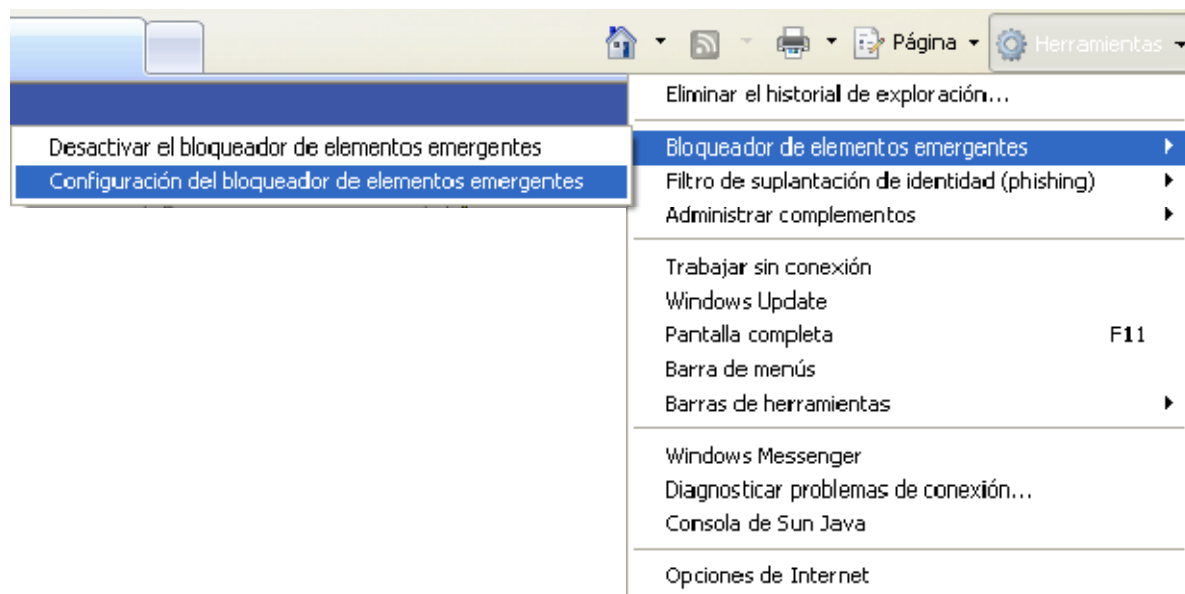 Página
Herramientas
Eliminar el historial de exploración...
Bloqueador de elementos emergentes
Desactivar el bloqueador de elementos emergentes
Configuración del bloqueador de elementos emergentes
Filtro de suplantación de identidad (phishing)
Administrar complementos
Trabajar sin conexión
Windows Update
Pantalla completa F11
Barra de menús
Barras de herramientas
Windows Messenger
Diagnosticar problemas de conexión...
Consola de Sun Java
Opciones de Internet